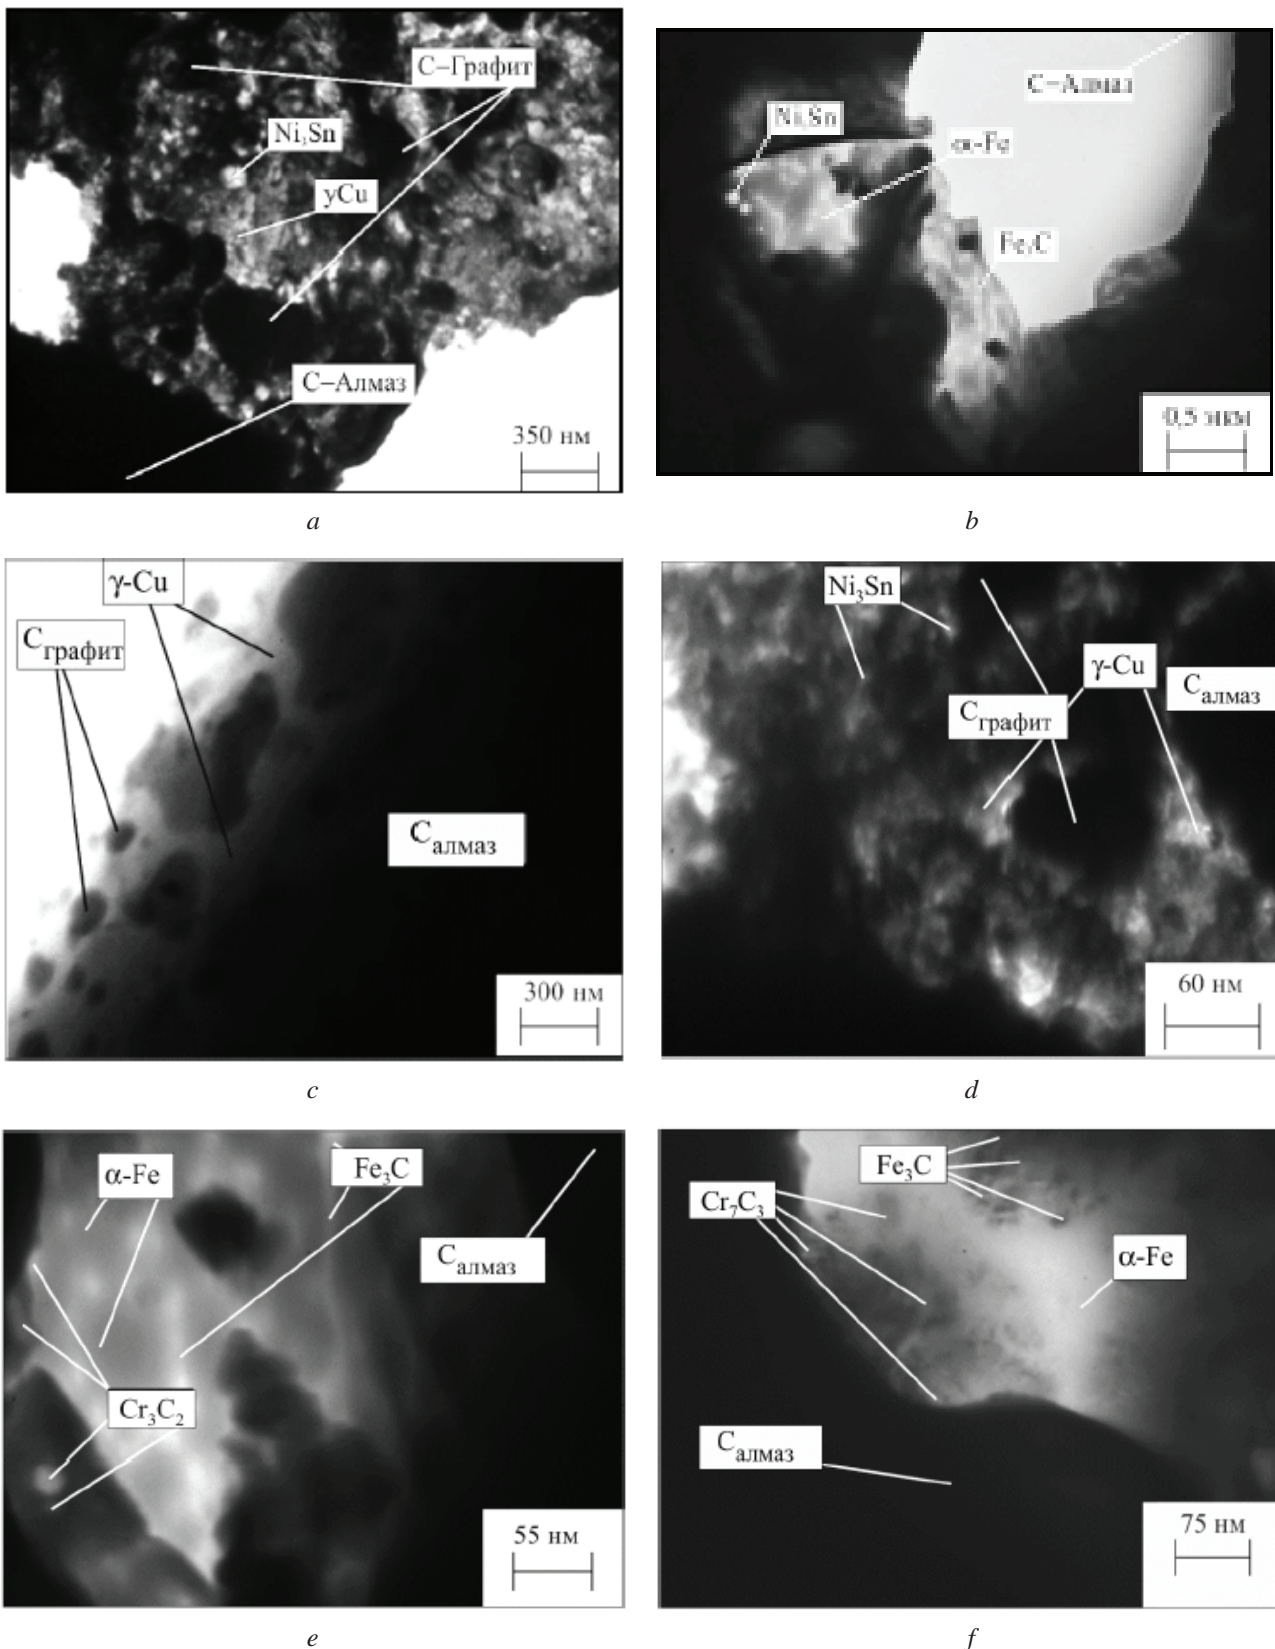 С–Графит
Ni3Sn
γCu
С–Алмаз
350 нм
a
С–Алмаз
Ni3Sn
α-Fe
Fe3C
0,5 мкм
b
γ-Cu
Cграфит
Cалмаз
300 нм
c
Ni3Sn
γ-Cu
Cалмаз
Cграфит
60 нм
d
α-Fe
Fe3C
Cалмаз
Cr3C2
55 нм
e
Fe3C
Cr7C3
α-Fe
Cалмаз
75 нм
f